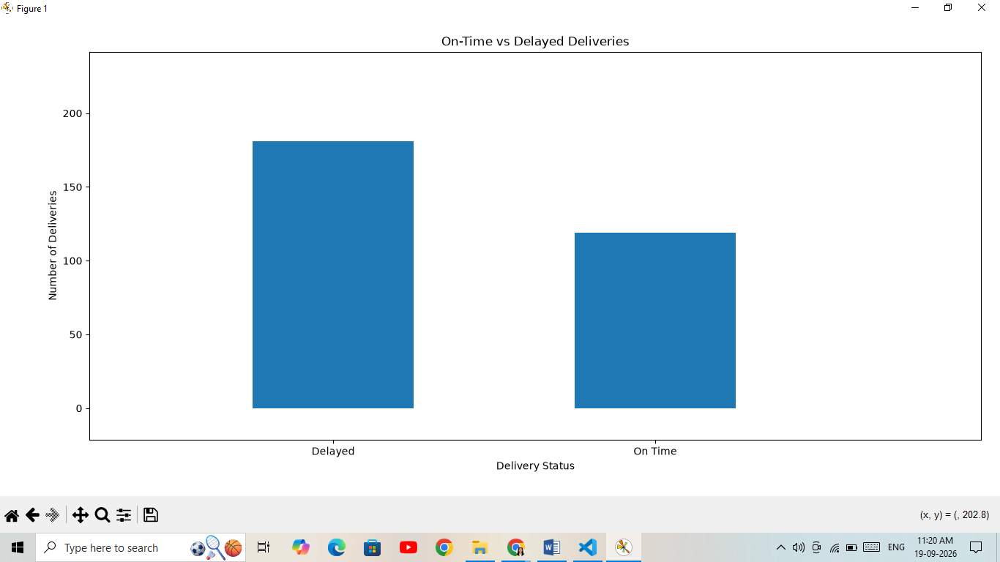 Figure 1
On-Time vs Delayed Deliveries
200
150
100
50
0
Number of Deliveries
Delayed
On Time
Delivery Status
(x, y) = (, 202.8)
Type here to search
ENG
11:20 AM
19-09-2026